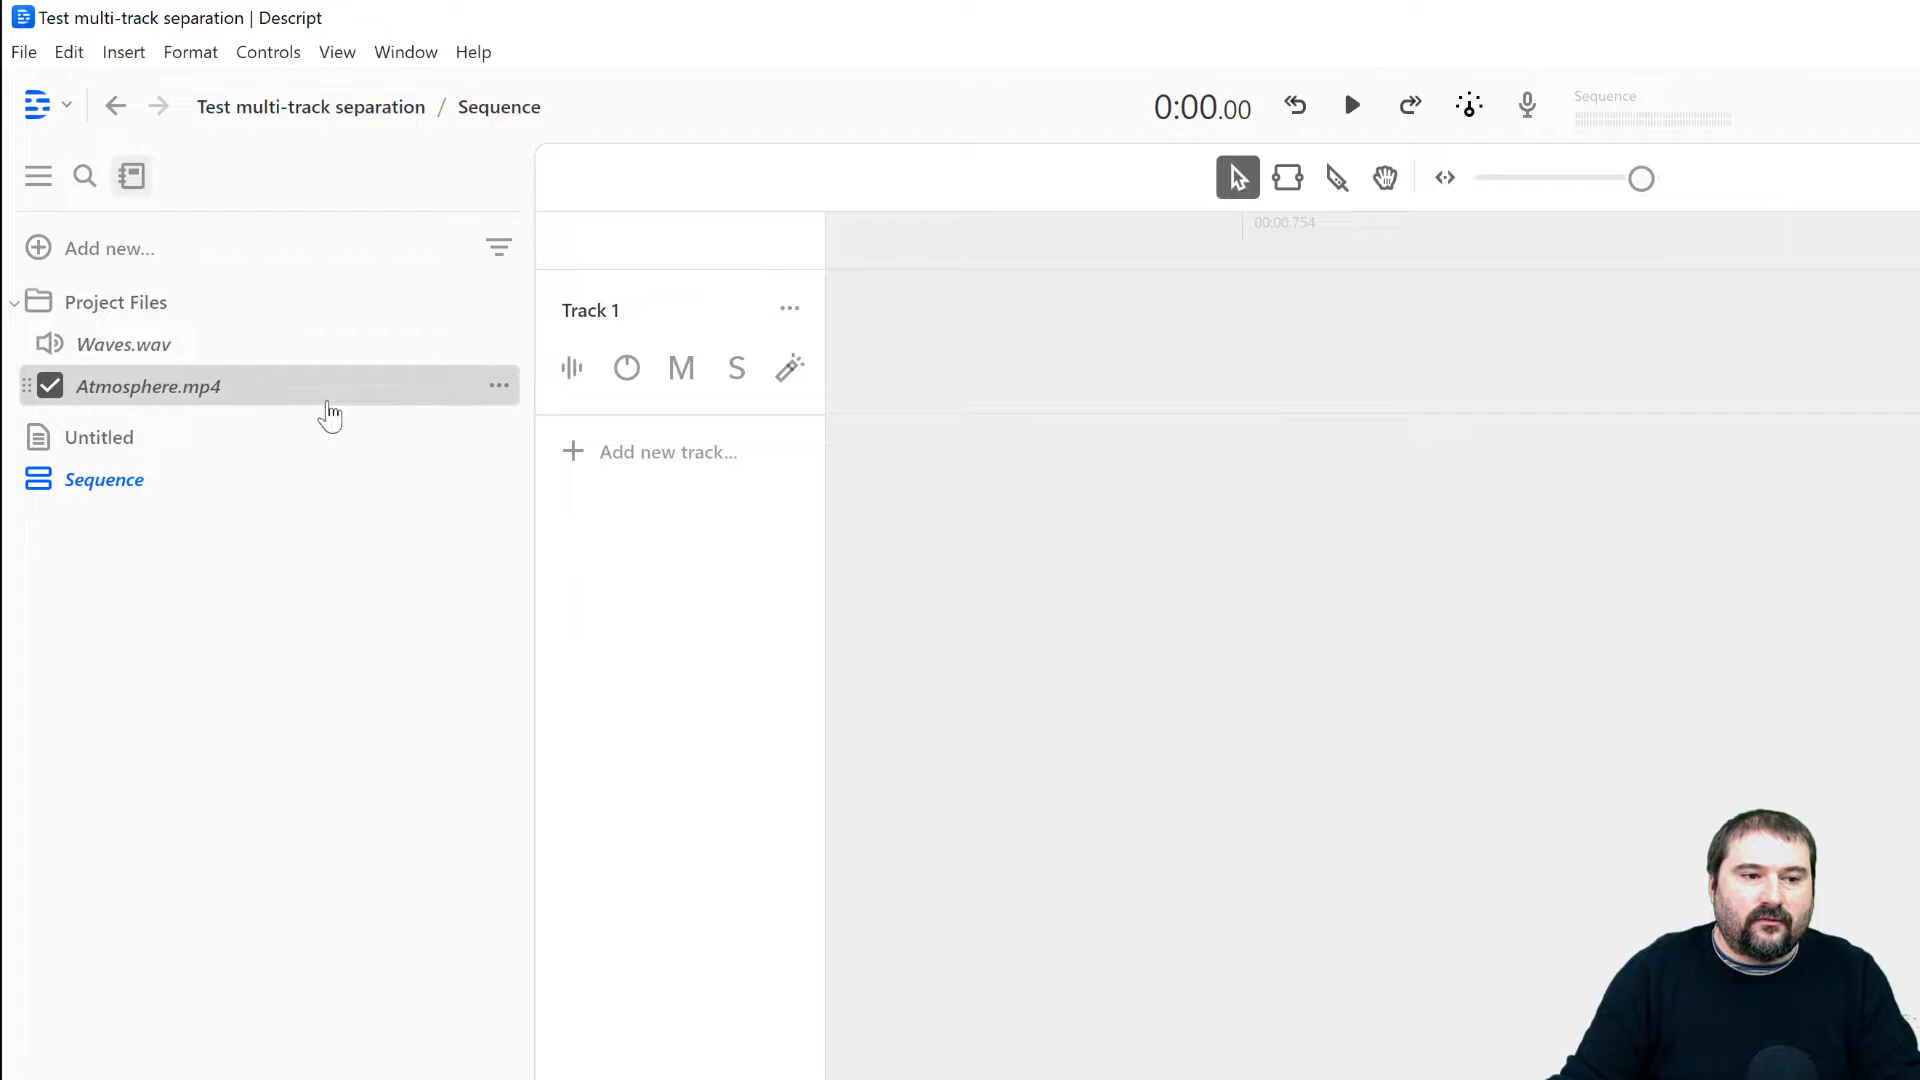 Test multi-track separation | Descript
File Edit Insert Format Controls View Window Help
Test multi-track separation / Sequence
0:00.00
Sequence
Add new...
00:00.754
Project Files
Track 1
Waves.wav
M S
Atmosphere.mp4
Untitled
Add new track...
Sequence